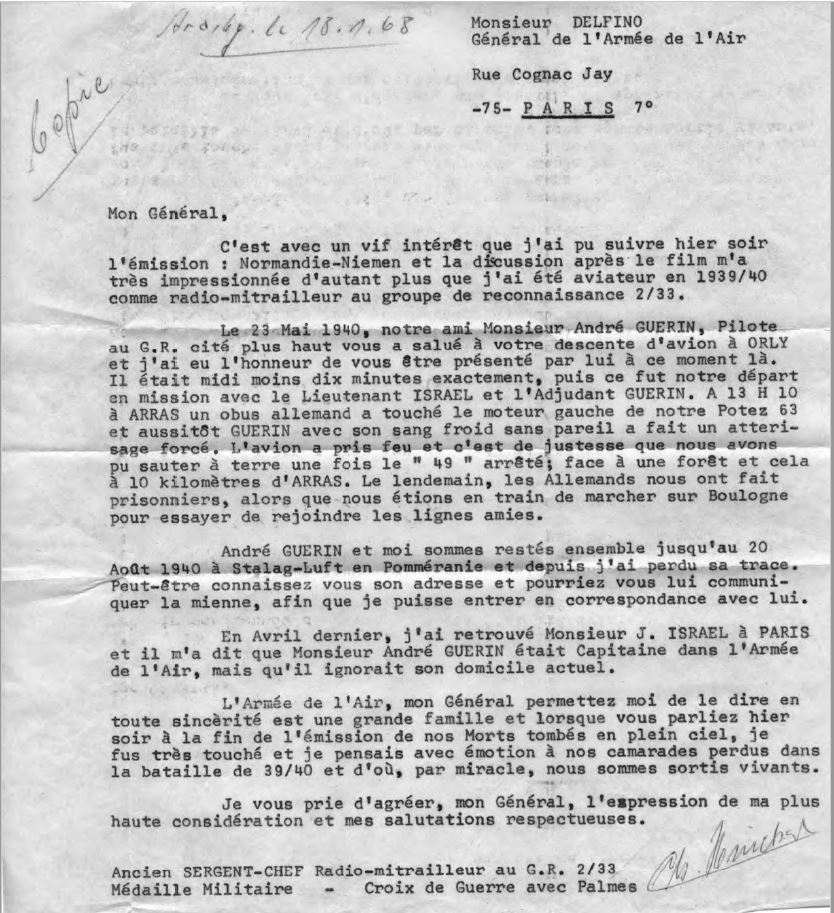 le 18.1.68
Monsieur DELFINO
Général de l'Armée de l'Air
Rue Cognac Jay
-75- P A R I S 7°
Copie
Mon Général,
C'est avec un vif intérêt que j'ai pu suivre hier soir
l'émission : Normandie-Niemen et la discussion après le film m'a
très impressionnée d'autant plus que j'ai été aviateur en 1939/40
comme radio-mitrailleur au groupe de reconnaissance 2/33.
Le 23 Mai 1940, notre ami Monsieur André GUERIN, Pilote
au G.R. cité plus haut vous a salué à votre descente d'avion à ORLY
et j'ai eu l'honneur de vous être présenté par lui à ce moment là.
Il était midi moins dix minutes exactement, puis ce fut notre départ
en mission avec le Lieutenant ISRAEL et l'Adjudant GUERIN. A 13 H 10
à ARRAS un obus allemand a touché le moteur gauche de notre Potez 63
et aussitôt GUERIN avec son sang froid sans pareil a fait un atteri-
sage forcé. L'avion a pris feu et c'est de justesse que nous avons
pu sauter à terre une fois le " 49 " arrêté; face à une forêt et cela
à 10 kilomètres d'ARRAS. Le lendemain, les Allemands nous ont fait
prisonniers, alors que nous étions en train de marcher sur Boulogne
pour essayer de rejoindre les lignes amies.
André GUERIN et moi sommes restés ensemble jusqu'au 20
Août 1940 à Stalag-Luft en Pomméranie et depuis j'ai perdu sa trace.
Peut-être connaissez vous son adresse et pourriez vous lui communi-
quer la mienne, afin que je puisse entrer en correspondance avec lui.
En Avril dernier, j'ai retrouvé Monsieur J. ISRAEL à PARIS
et il m'a dit que Monsieur André GUERIN était Capitaine dans l'Armée
de l'Air, mais qu'il ignorait son domicile actuel.
L'Armée de l'Air, mon Général permettez moi de le dire en
toute sincèrité est une grande famille et lorsque vous parliez hier
soir à la fin de l'émission de nos Morts tombés en plein ciel, je
fus très touché et je pensais avec émotion à nos camarades perdus dans
la bataille de 39/40 et d'où, par miracle, nous sommes sortis vivants.
Je vous prie d'agréer, mon Général, l'expression de ma plus
haute considération et mes salutations respectueuses.
Ancien SERGENT-CHEF Radio-mitrailleur au G.R. 2/33
Médaille Militaire - Croix de Guerre avec Palmes